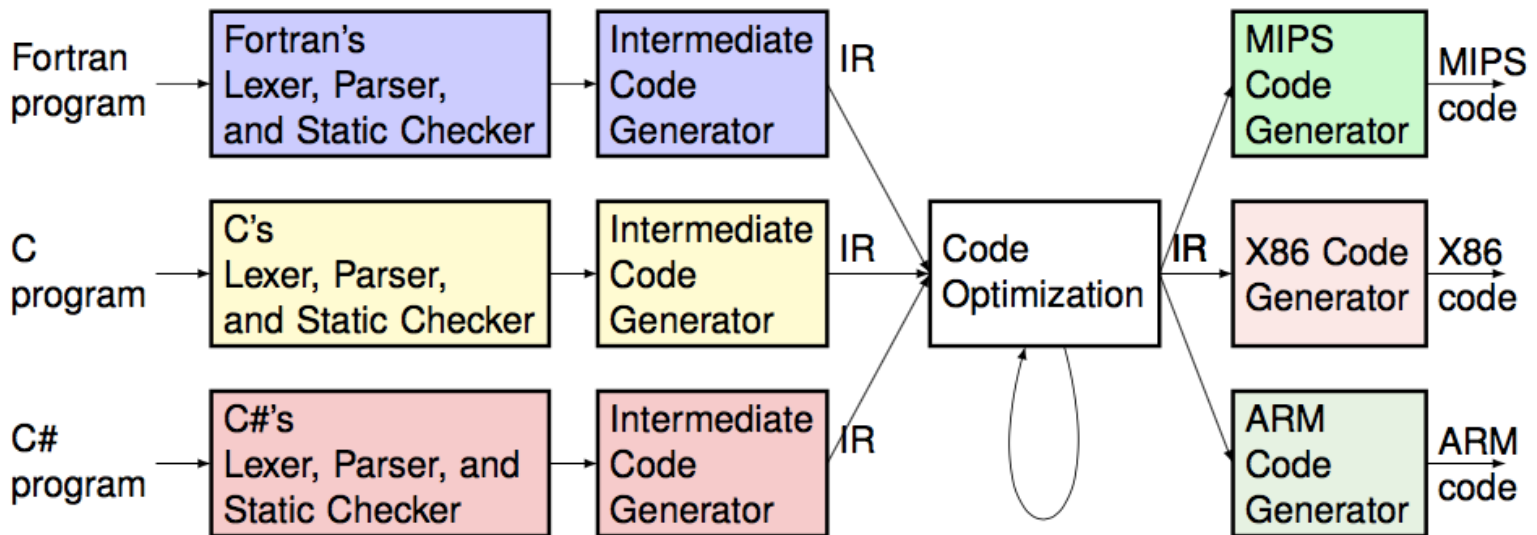 Fortran
program
Fortran's
Lexer, Parser,
and Static Checker
Intermediate
Code
Generator
IR
MIPS
Code
Generator
MIPS
code
C
program
C's
Lexer, Parser,
and Static Checker
Intermediate
Code
Generator
IR
Code
Optimization
IR
X86 Code
Generator
X86
code
C#
program
C#'s
Lexer, Parser, and
Static Checker
Intermediate
Code
Generator
IR
ARM
Code
Generator
ARM
code